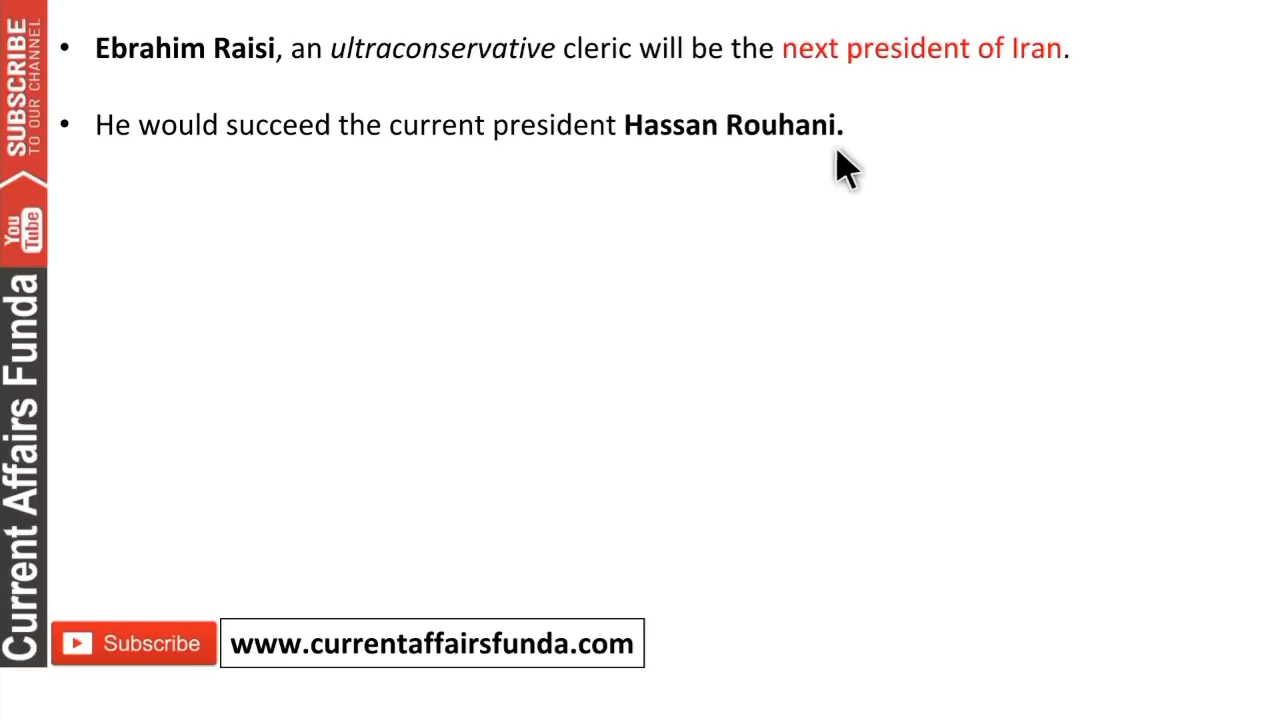 • Ebrahim Raisi, an ultraconservative cleric will be the next president of Iran.
• He would succeed the current president Hassan Rouhani.
SUBSCRIBE
TO OUR CHANNEL
You
Tube
Current Affairs Funda
Subscribe
www.currentaffairsfunda.com